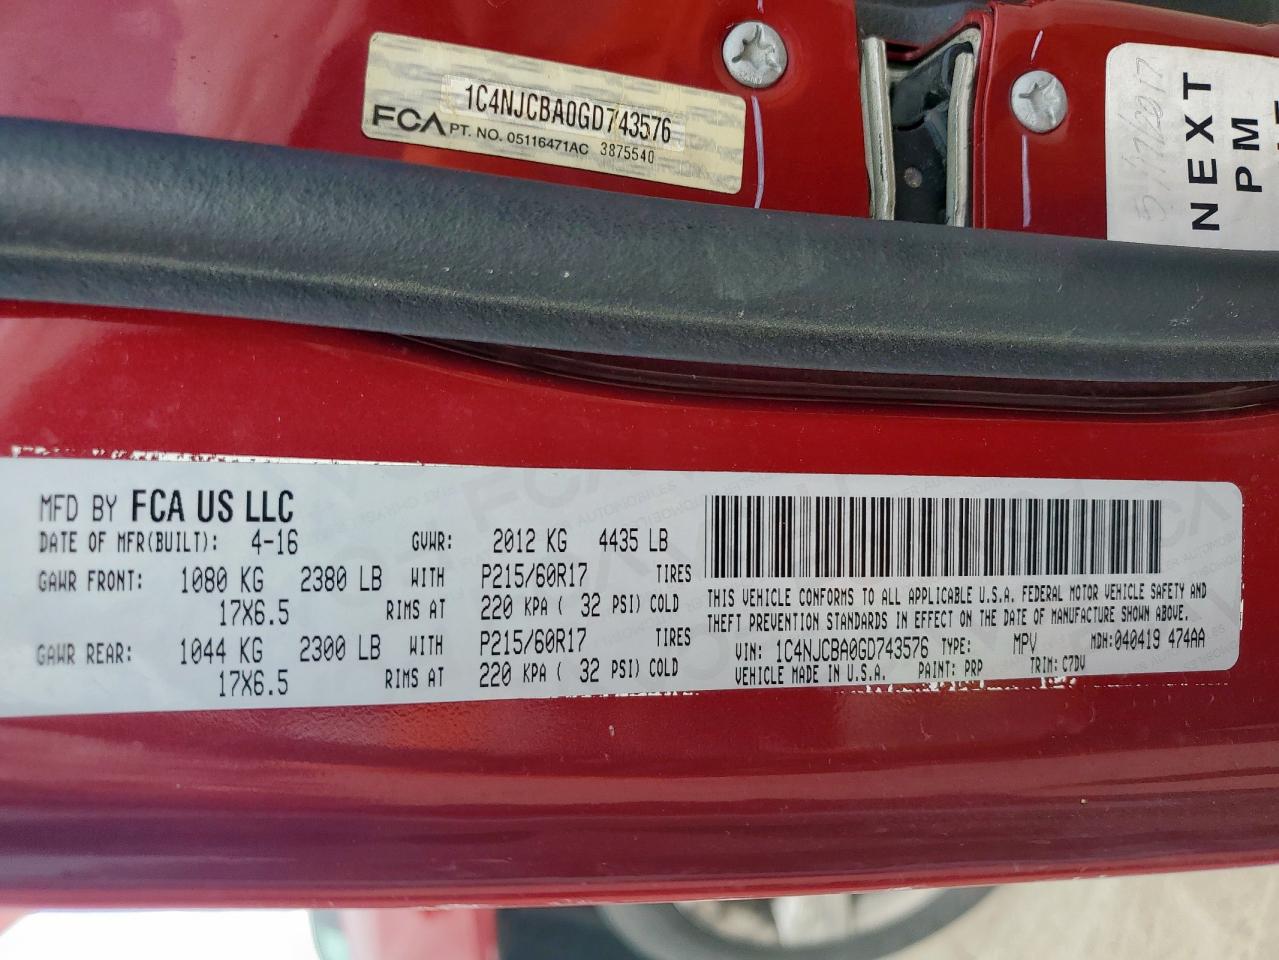 1C4NJCBA0GD743576
FCA PT. NO. 05116471AC 3875540
5/17/2017
NEXT
PM
MFD BY FCA US LLC
DATE OF MFR(BUILT): 4-16 GVWR: 2012 KG 4435 LB
GAWR FRONT: 1080 KG 2380 LB WITH P215/60R17 TIRES
17X6.5 RIMS AT 220 KPA ( 32 PSI) COLD
GAWR REAR: 1044 KG 2300 LB WITH P215/60R17 TIRES
17X6.5 RIMS AT 220 KPA ( 32 PSI) COLD
THIS VEHICLE CONFORMS TO ALL APPLICABLE U.S.A. FEDERAL MOTOR VEHICLE SAFETY AND
THEFT PREVENTION STANDARDS IN EFFECT ON THE DATE OF MANUFACTURE SHOWN ABOVE.
VIN: 1C4NJCBA0GD743576 TYPE: MPV MDH: 040419 474AA
VEHICLE MADE IN U.S.A. PAINT: PRP TRIM: C7DV